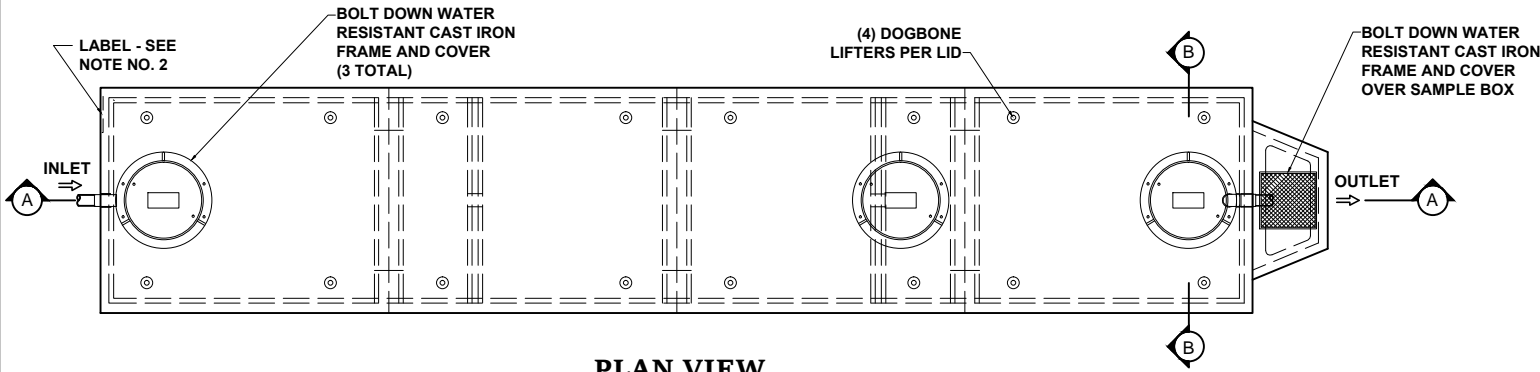 BOLT DOWN WATER
RESISTANT CAST IRON
FRAME AND COVER
(3 TOTAL)
LABEL - SEE
NOTE NO. 2
(4) DOGBONE
LIFTERS PER LID
B
BOLT DOWN WATER
RESISTANT CAST IRON
FRAME AND COVER
OVER SAMPLE BOX
INLET
A
OUTLET
A
B
PLAN VIEW